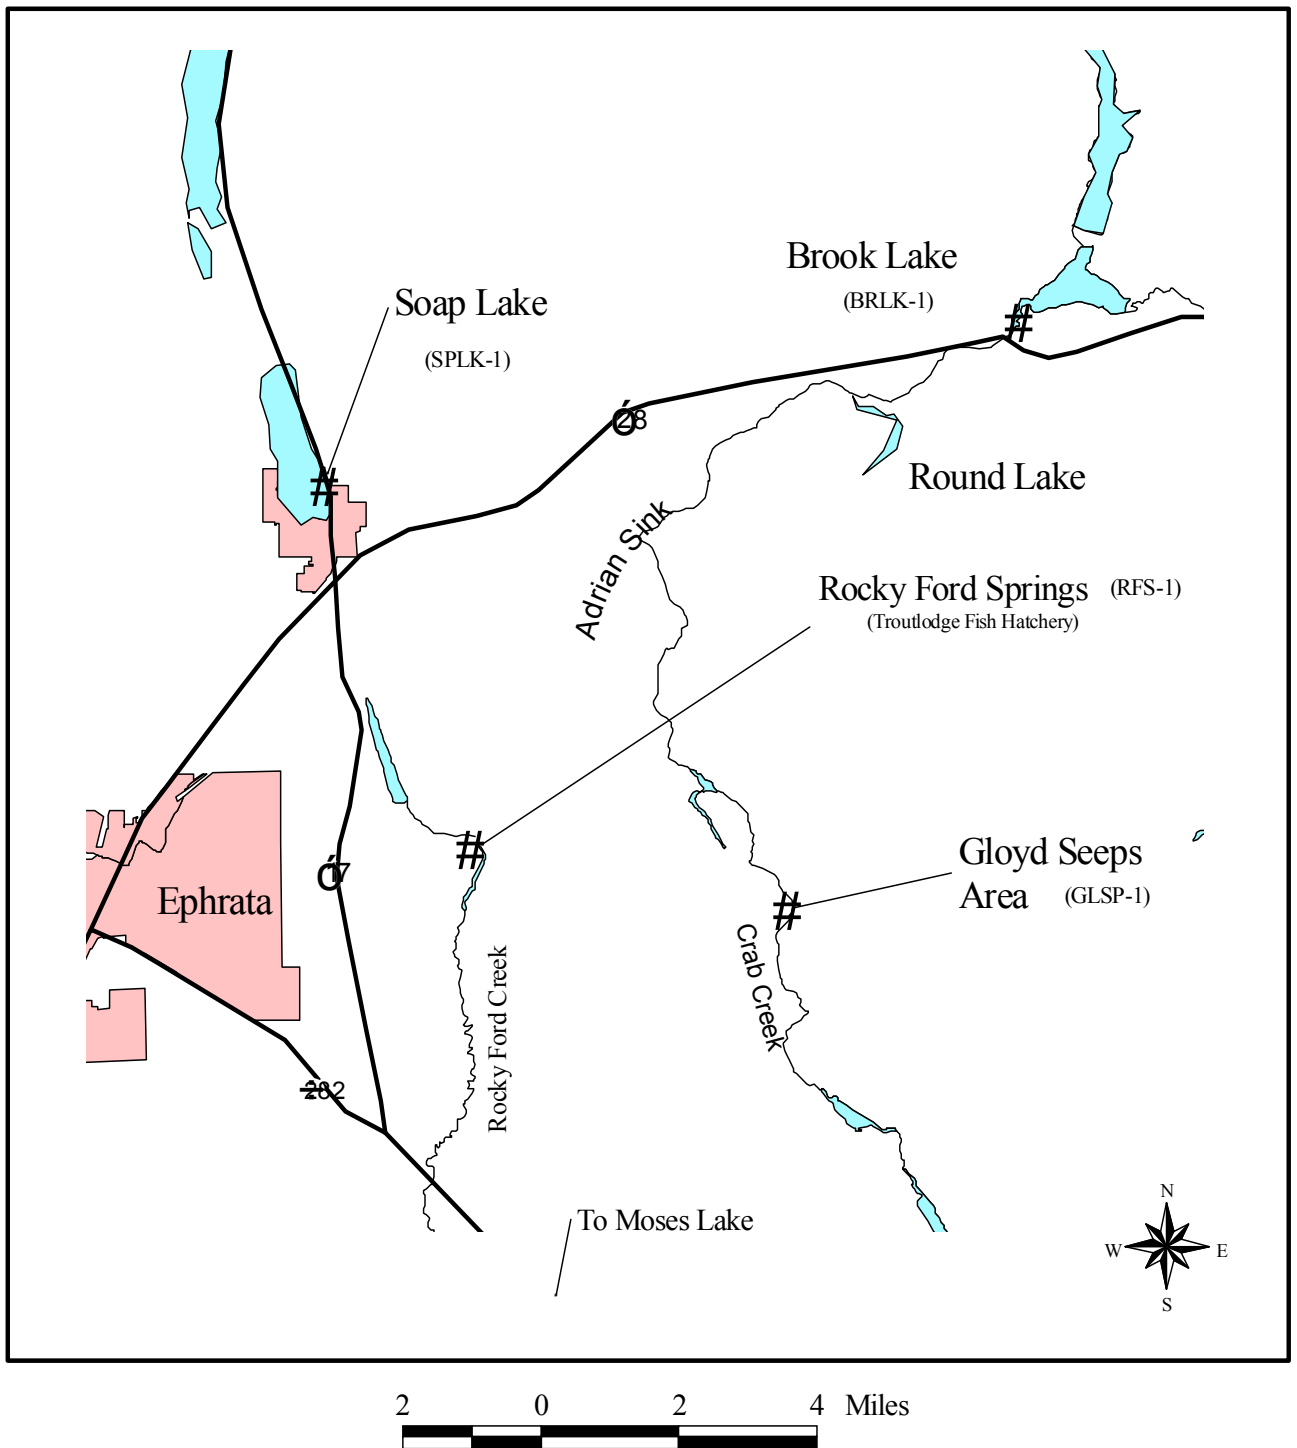 Brook Lake
(BRLK-1)
Soap Lake
(SPLK-1)
28
Round Lake
Adrian Sink
Rocky Ford Springs (RFS-1)
(Troutlodge Fish Hatchery)
Gloyd Seeps
Area (GLSP-1)
17
Ephrata
Crab Creek
Rocky Ford Creek
282
To Moses Lake
N
W E
S
2 0 2 4 Miles